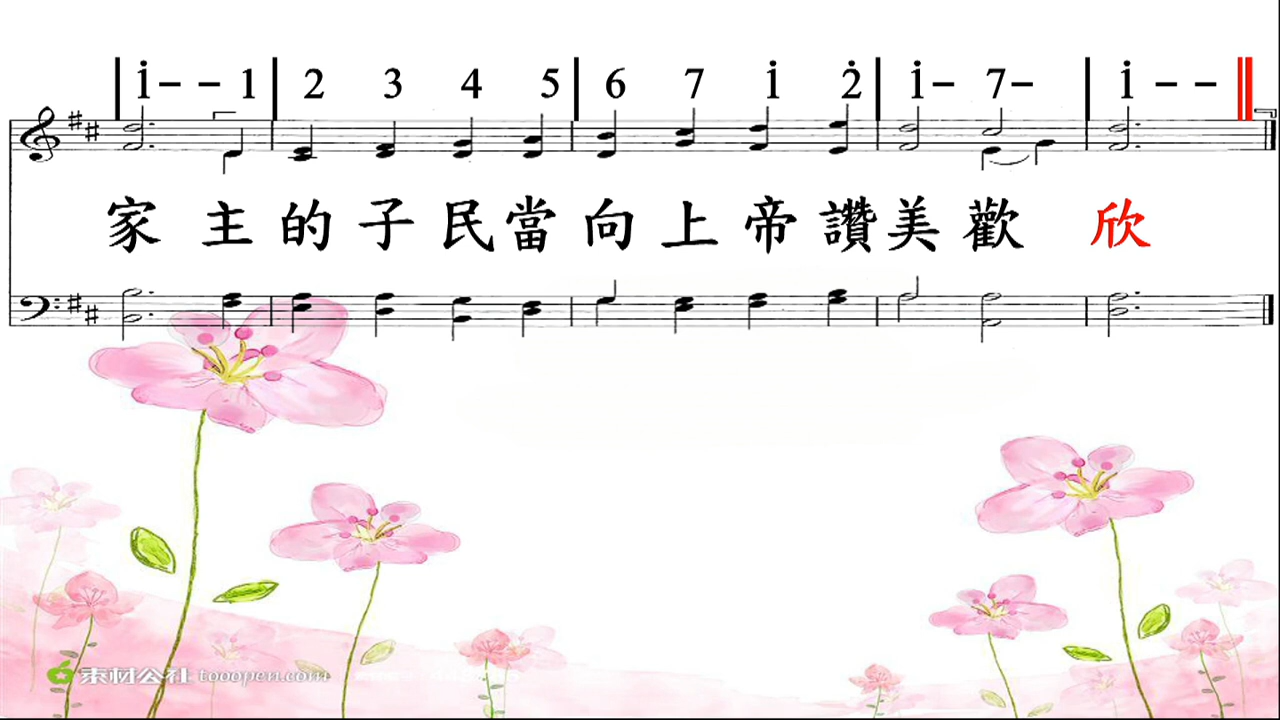 1̇ - - 1 2 3 4 5 6 7 1̇ 2̇ 1̇ - 7 - 1̇ - -
家主的子民當向上帝讚美歡欣
素材公社 tooopen.com